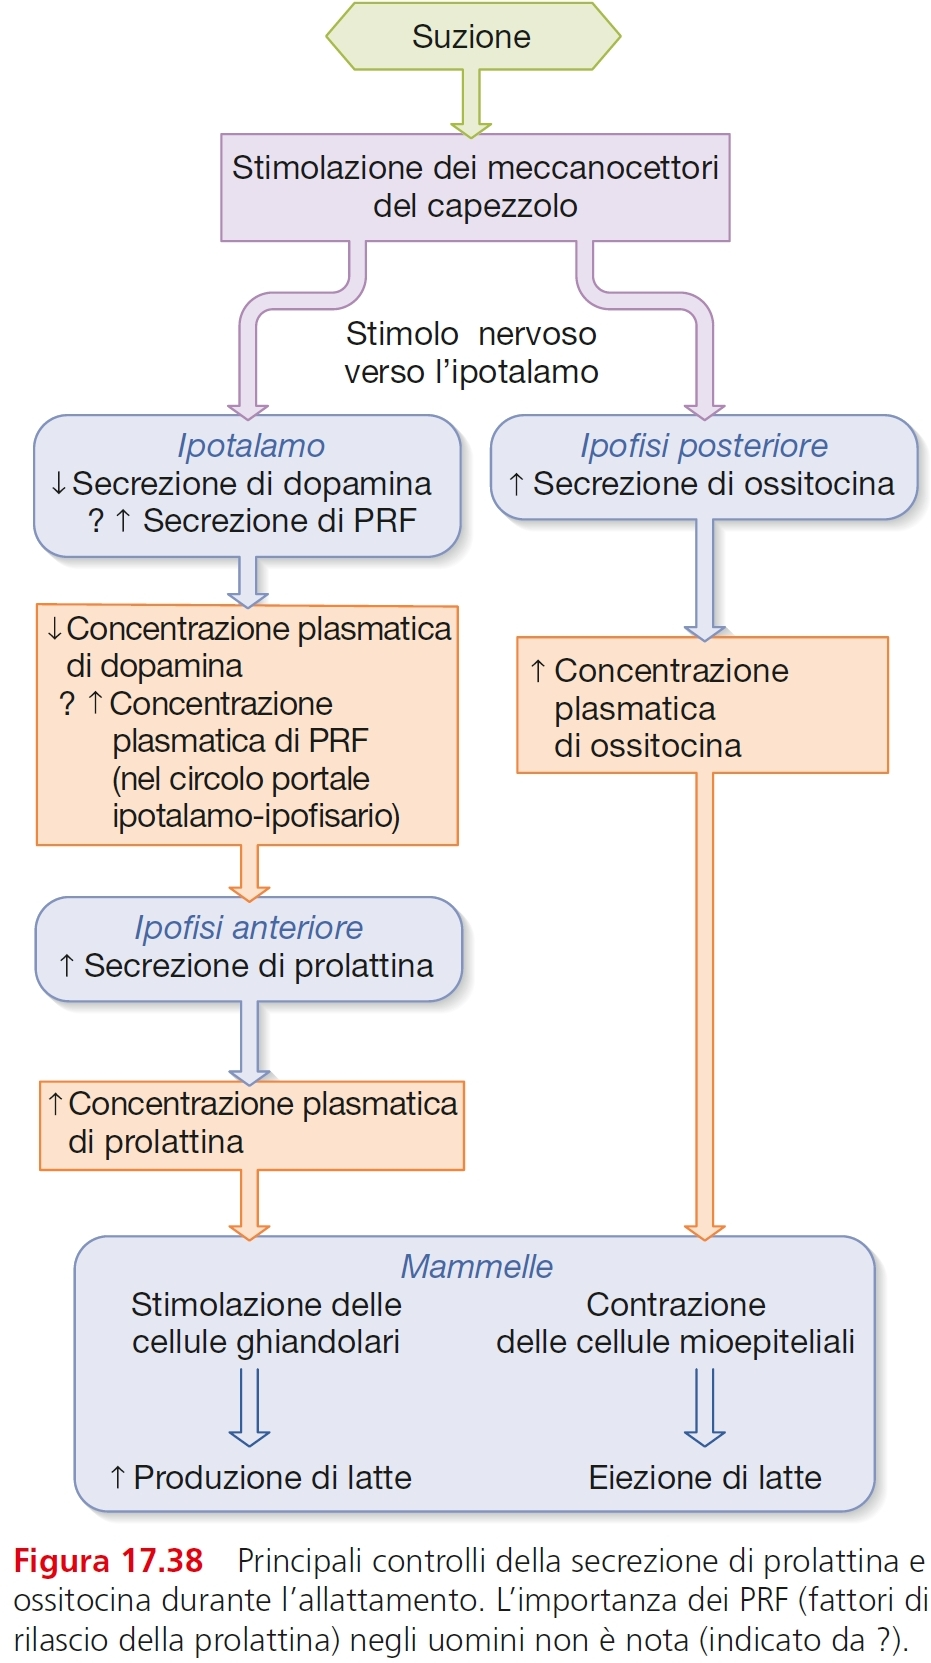 Suzione
Stimolazione dei meccanocettori
del capezzolo
Stimolo nervoso
verso l'ipotalamo
Ipotalamo
↓ Secrezione di dopamina
? ↑ Secrezione di PRF
Ipofisi posteriore
↑ Secrezione di ossitocina
↓ Concentrazione plasmatica
di dopamina
? ↑ Concentrazione
plasmatica di PRF
(nel circolo portale
ipotalamo-ipofisario)
↑ Concentrazione
plasmatica
di ossitocina
Ipofisi anteriore
↑ Secrezione di prolattina
↑ Concentrazione plasmatica
di prolattina
Mammelle
Stimolazione delle
cellule ghiandolari
↑ Produzione di latte
Contrazione
delle cellule mioepiteliali
Eiezione di latte
Figura 17.38 Principali controlli della secrezione di prolattina e
ossitocina durante l'allattamento. L'importanza dei PRF (fattori di
rilascio della prolattina) negli uomini non è nota (indicato da ?).